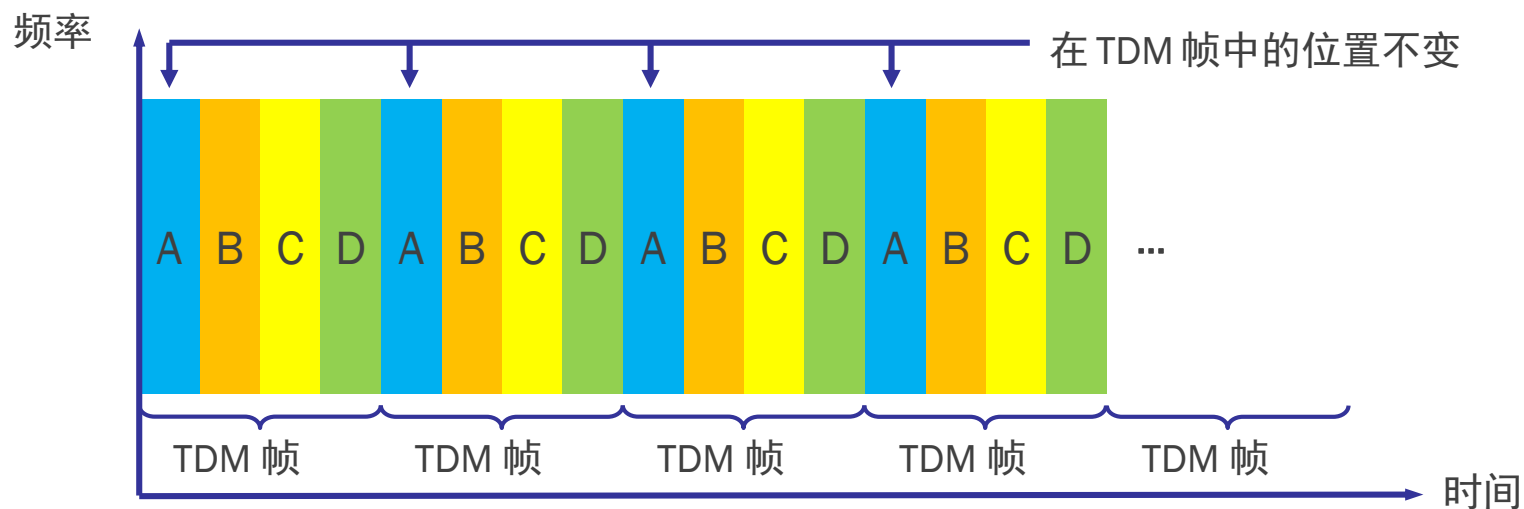 频率
在 TDM 帧中的位置不变
A B C D A B C D A B C D A B C D ...
TDM 帧 TDM 帧 TDM 帧 TDM 帧 TDM 帧
时间